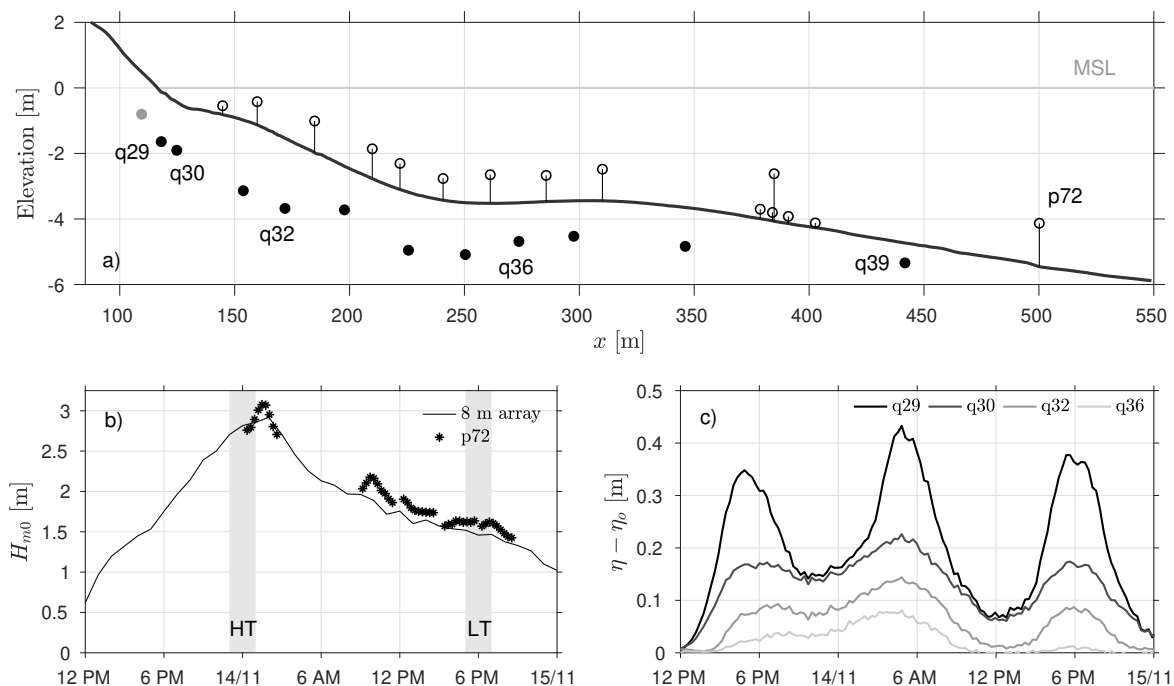 2
0
-2
-4
-6
Elevation [m]
MSL
q29
q30
q32
q36
q39
p72
a)
100 150 200 250 300 350 400 450 500 550
x [m]
3
2.5
2
1.5
1
0.5
0
H_{m0} [m]
b)
8 m array
p72
HT
LT
12 PM 6 PM 14/11 6 AM 12 PM 6 PM 15/11
0.5
0.4
0.3
0.2
0.1
0
η − η_o [m]
c)
q29 q30 q32 q36
12 PM 6 PM 14/11 6 AM 12 PM 6 PM 15/11